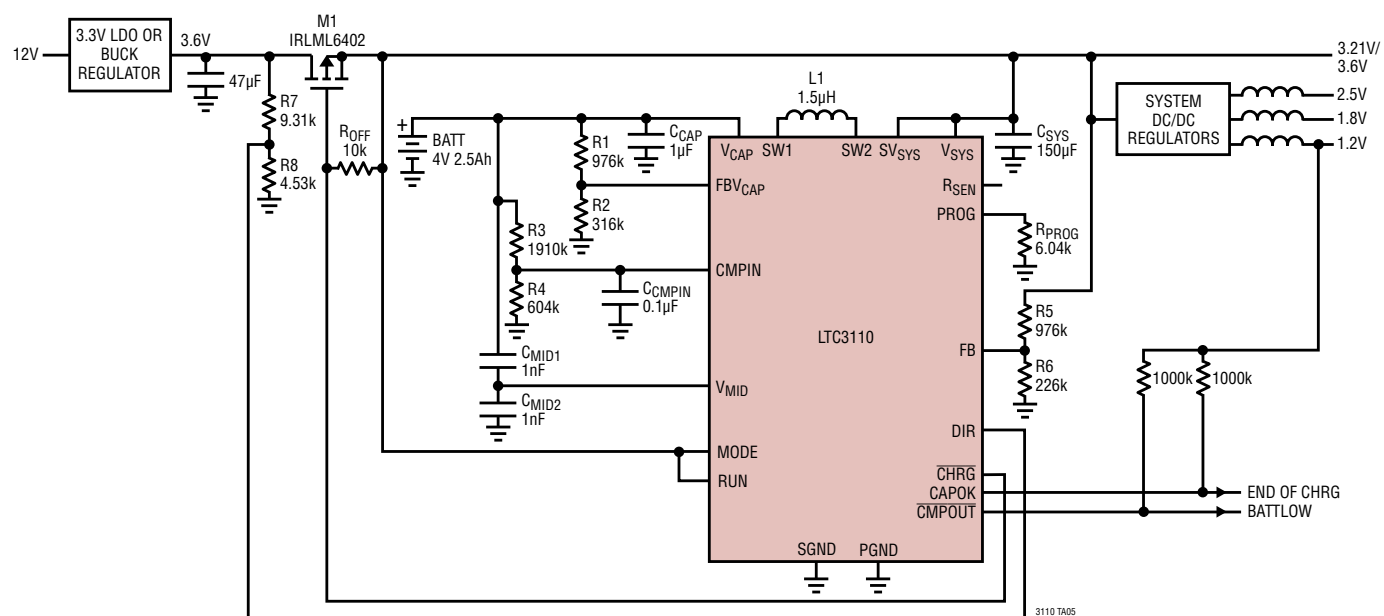 12V
3.3V LDO OR
BUCK
REGULATOR
3.6V
47µF
M1
IRLML6402
R7
9.31k
R8
4.53k
ROFF
10k
+
BATT
4V 2.5Ah
R1
976k
R2
316k
CCAP
1µF
R3
1910k
R4
604k
CCMPIN
0.1µF
CMID1
1nF
CMID2
1nF
L1
1.5µH
VCAP
SW1
SW2
SVSYS
VSYS
FBVCAP
CMPIN
VMID
MODE
RUN
LTC3110
RSEN
PROG
FB
DIR
CHRG
CAPOK
CMPOUT
SGND
PGND
CSYS
150µF
RPROG
6.04k
R5
976k
R6
226k
SYSTEM
DC/DC
REGULATORS
3.21V/
3.6V
2.5V
1.8V
1.2V
1000k
1000k
END OF CHRG
BATTLOW
3110 TA05